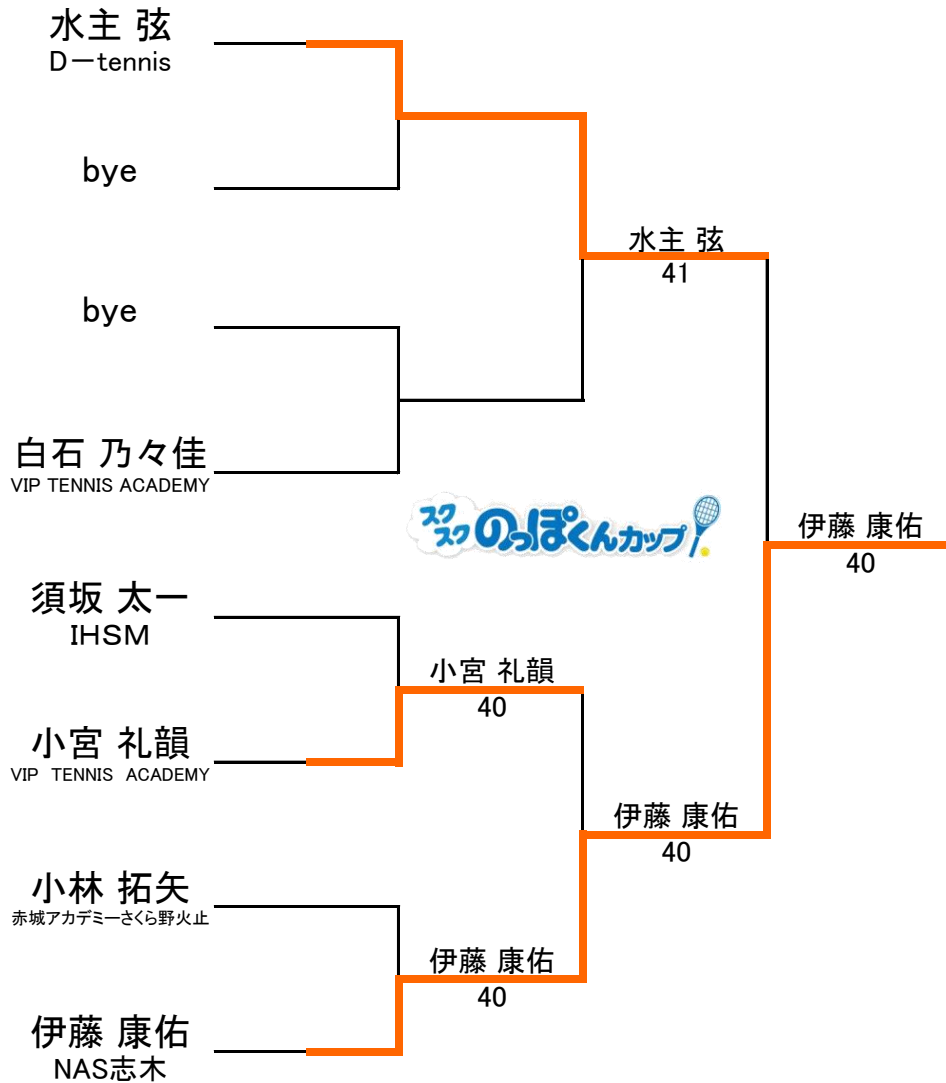 水主 弦
D－tennis
bye
水主 弦
41
bye
白石 乃々佳
VIP TENNIS ACADEMY
スクスクのっぽくんカップ
伊藤 康佑
40
須坂 太一
IHSM
小宮 礼韻
40
小宮 礼韻
VIP TENNIS ACADEMY
伊藤 康佑
40
小林 拓矢
赤城アカデミーさくら野火止
伊藤 康佑
40
伊藤 康佑
NAS志木